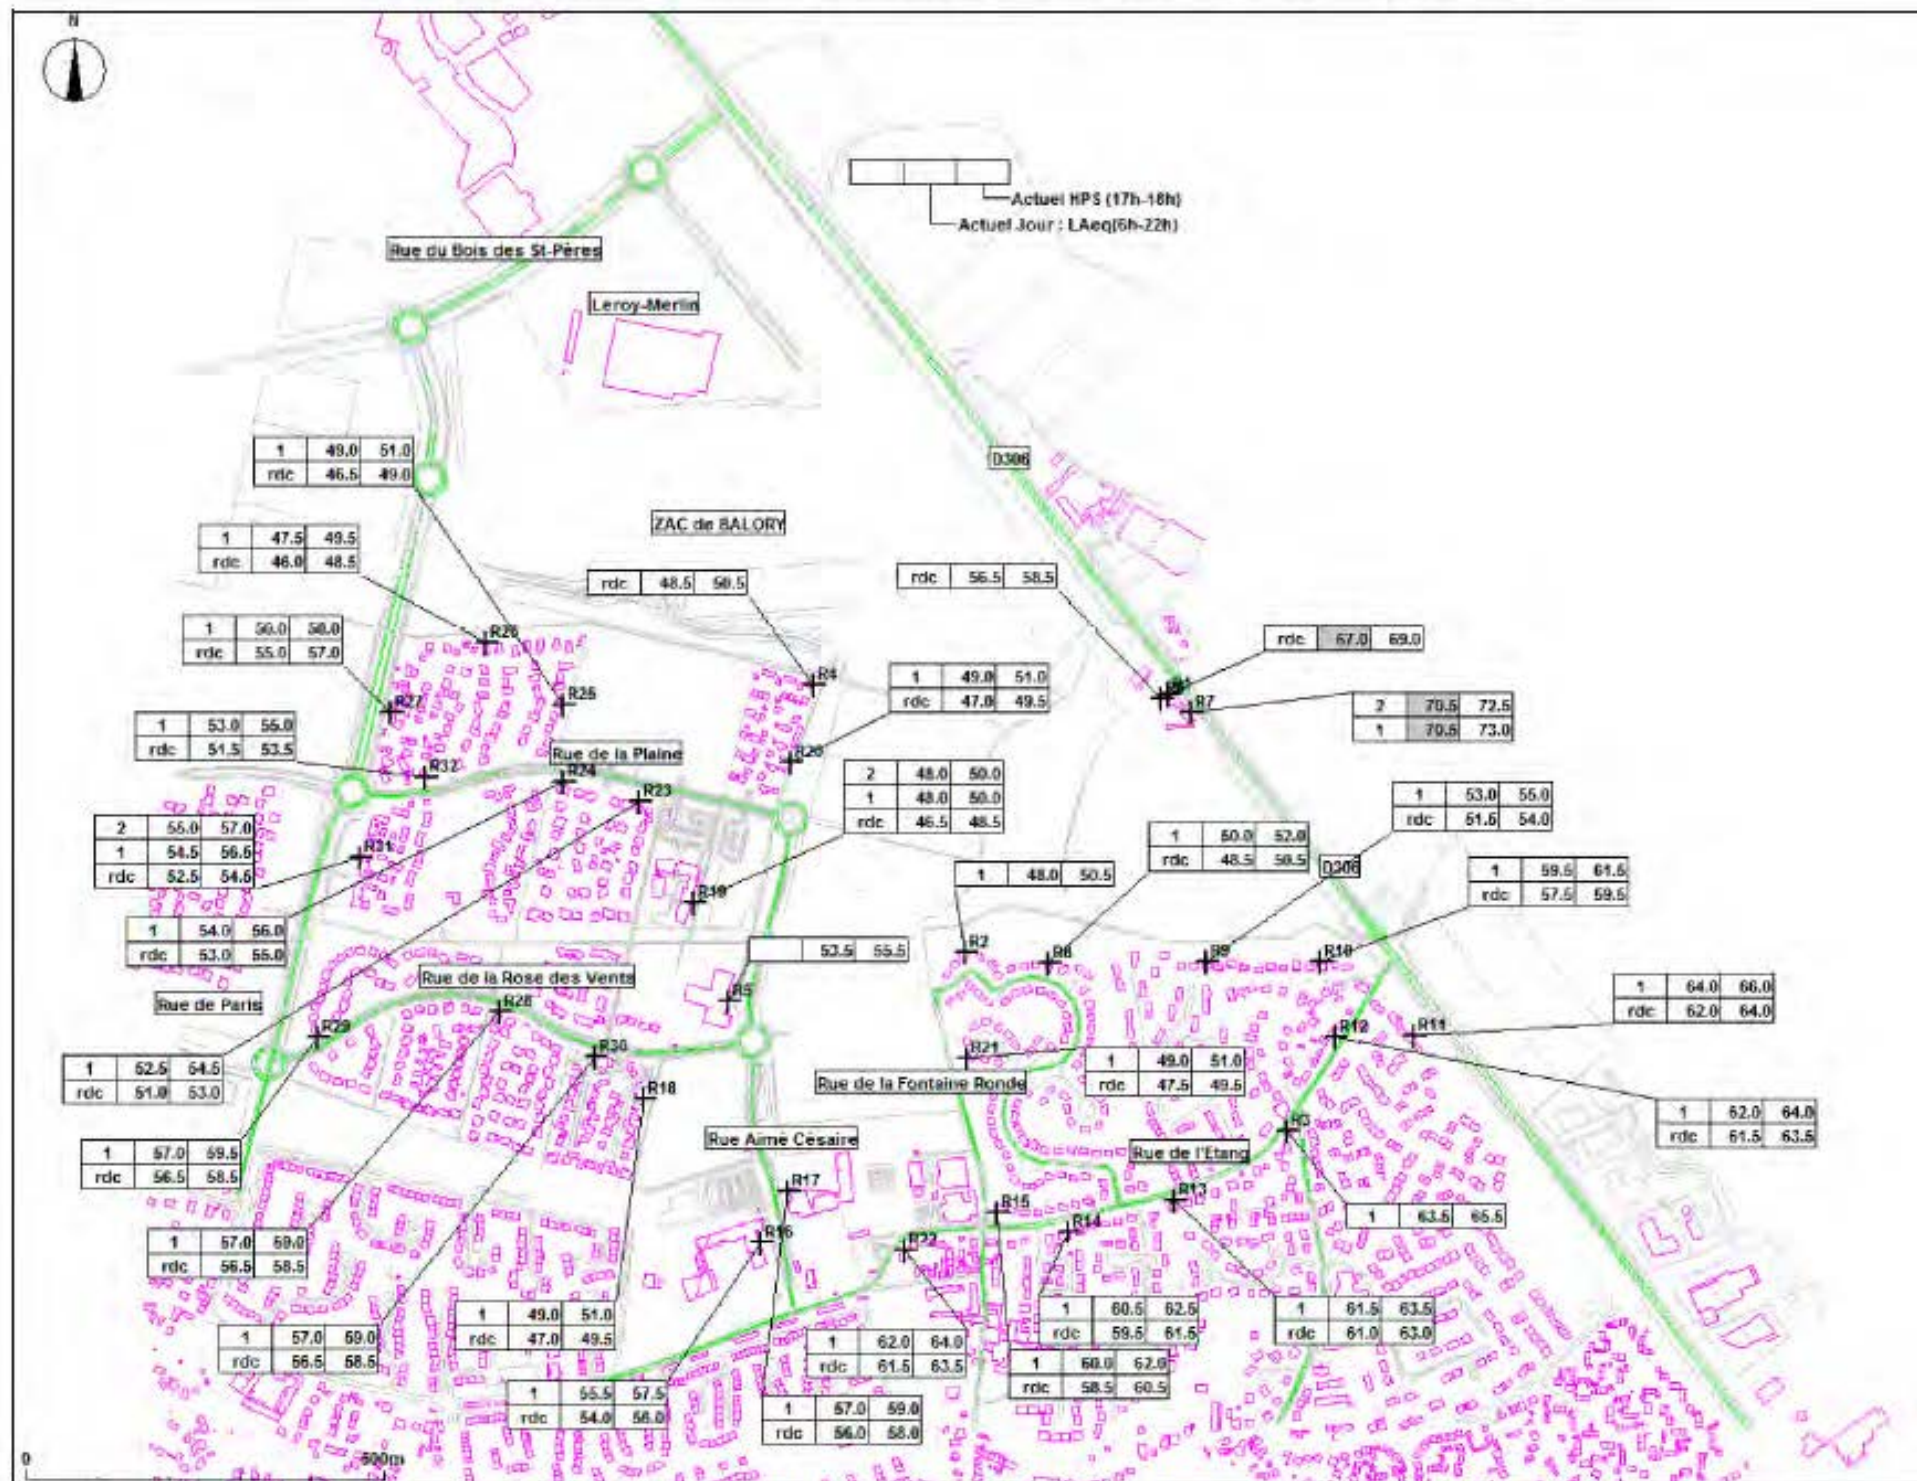 N
Actuel HPS (17h-18h)
Actuel Jour : LAeq(6h-22h)
Rue du Bois des St-Pères
Leroy-Merlin
D306
1 49.0 51.0
rdc 46.5 49.0
ZAC de BALORY
1 47.5 49.5
rdc 46.0 48.5
rdc 48.5 50.5
rdc 56.5 58.5
1 56.0 58.0
rdc 55.0 57.0
R26
rdc 67.0 69.0
R4
1 49.0 51.0
rdc 47.0 49.5
R27
R25
R7
2 70.5 72.5
1 70.5 73.0
1 53.0 55.0
rdc 51.5 53.5
Rue de la Plaine
R20
R32
R24
R23
2 48.0 50.0
1 48.0 50.0
rdc 46.5 48.5
1 53.0 55.0
rdc 51.5 54.0
2 55.0 57.0
1 54.5 56.5
rdc 52.5 54.5
R31
1 50.0 52.0
rdc 48.5 50.5
D306
1 48.0 50.5
1 59.5 61.5
rdc 57.5 59.5
R19
1 54.0 56.0
rdc 53.0 55.0
53.5 55.5
R2
R9
R10
Rue de la Rose des Vents
Rue de Paris
R28
R5
1 64.0 66.0
rdc 62.0 64.0
R29
R12
R11
R30
R21
1 52.5 54.5
rdc 51.0 53.0
R18
1 49.0 51.0
rdc 47.5 49.5
Rue de la Fontaine Ronde
1 62.0 64.0
rdc 61.5 63.5
Rue Aimé Césaire
Rue de l'Etang
1 57.0 59.5
rdc 56.5 58.5
R17
R13
R15
R14
1 63.5 65.5
R16
R22
1 57.0 59.0
rdc 56.5 58.5
1 49.0 51.0
rdc 47.0 49.5
1 60.5 62.5
rdc 59.5 61.5
1 61.5 63.5
rdc 61.0 63.0
1 57.0 59.0
rdc 56.5 58.5
1 62.0 64.0
rdc 61.5 63.5
1 60.0 62.0
rdc 58.5 60.5
1 55.5 57.5
rdc 54.0 56.0
1 57.0 59.0
rdc 56.0 58.0
0 500m